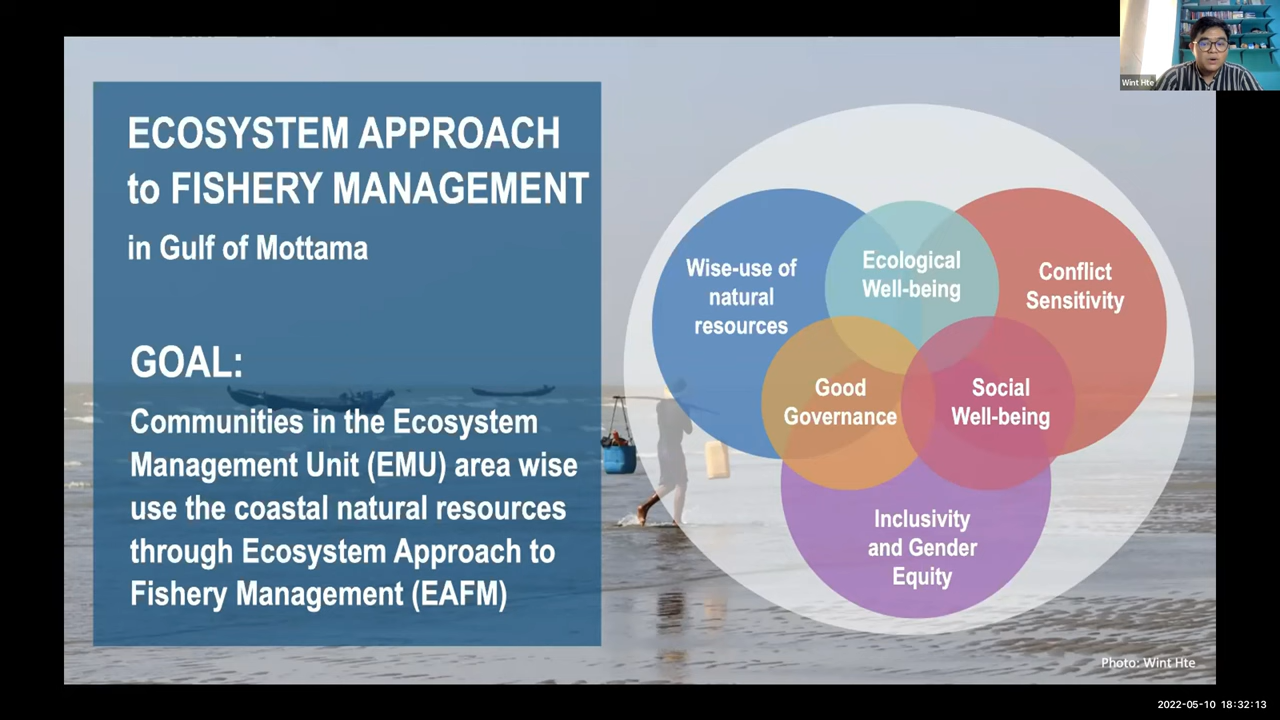 Wint Hte
ECOSYSTEM APPROACH
to FISHERY MANAGEMENT
in Gulf of Mottama
GOAL:
Communities in the Ecosystem
Management Unit (EMU) area wise
use the coastal natural resources
through Ecosystem Approach to
Fishery Management (EAFM)
Wise-use of
natural
resources
Ecological
Well-being
Conflict
Sensitivity
Good
Governance
Social
Well-being
Inclusivity
and Gender
Equity
Photo: Wint Hte
2022-05-10 18:32:13